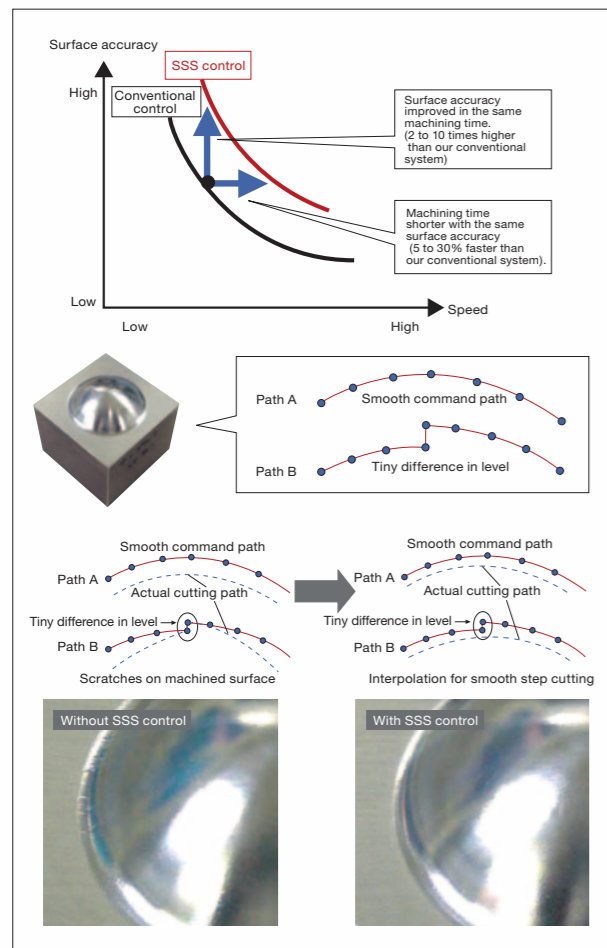 Surface accuracy
SSS control
High
Conventional
control
Surface accuracy
improved in the same
machining time.
(2 to 10 times higher
than our conventional
system)
Machining time
shorter with the same
surface accuracy
(5 to 30% faster than
our conventional system).
Low
Speed
Low
High
Path A
Smooth command path
Path B
Tiny difference in level
Smooth command path
Path A
Actual cutting path
Tiny difference in level
Path B
Scratches on machined surface
Smooth command path
Path A
Actual cutting path
Tiny difference in level
Path B
Interpolation for smooth step cutting
Without SSS control
With SSS control